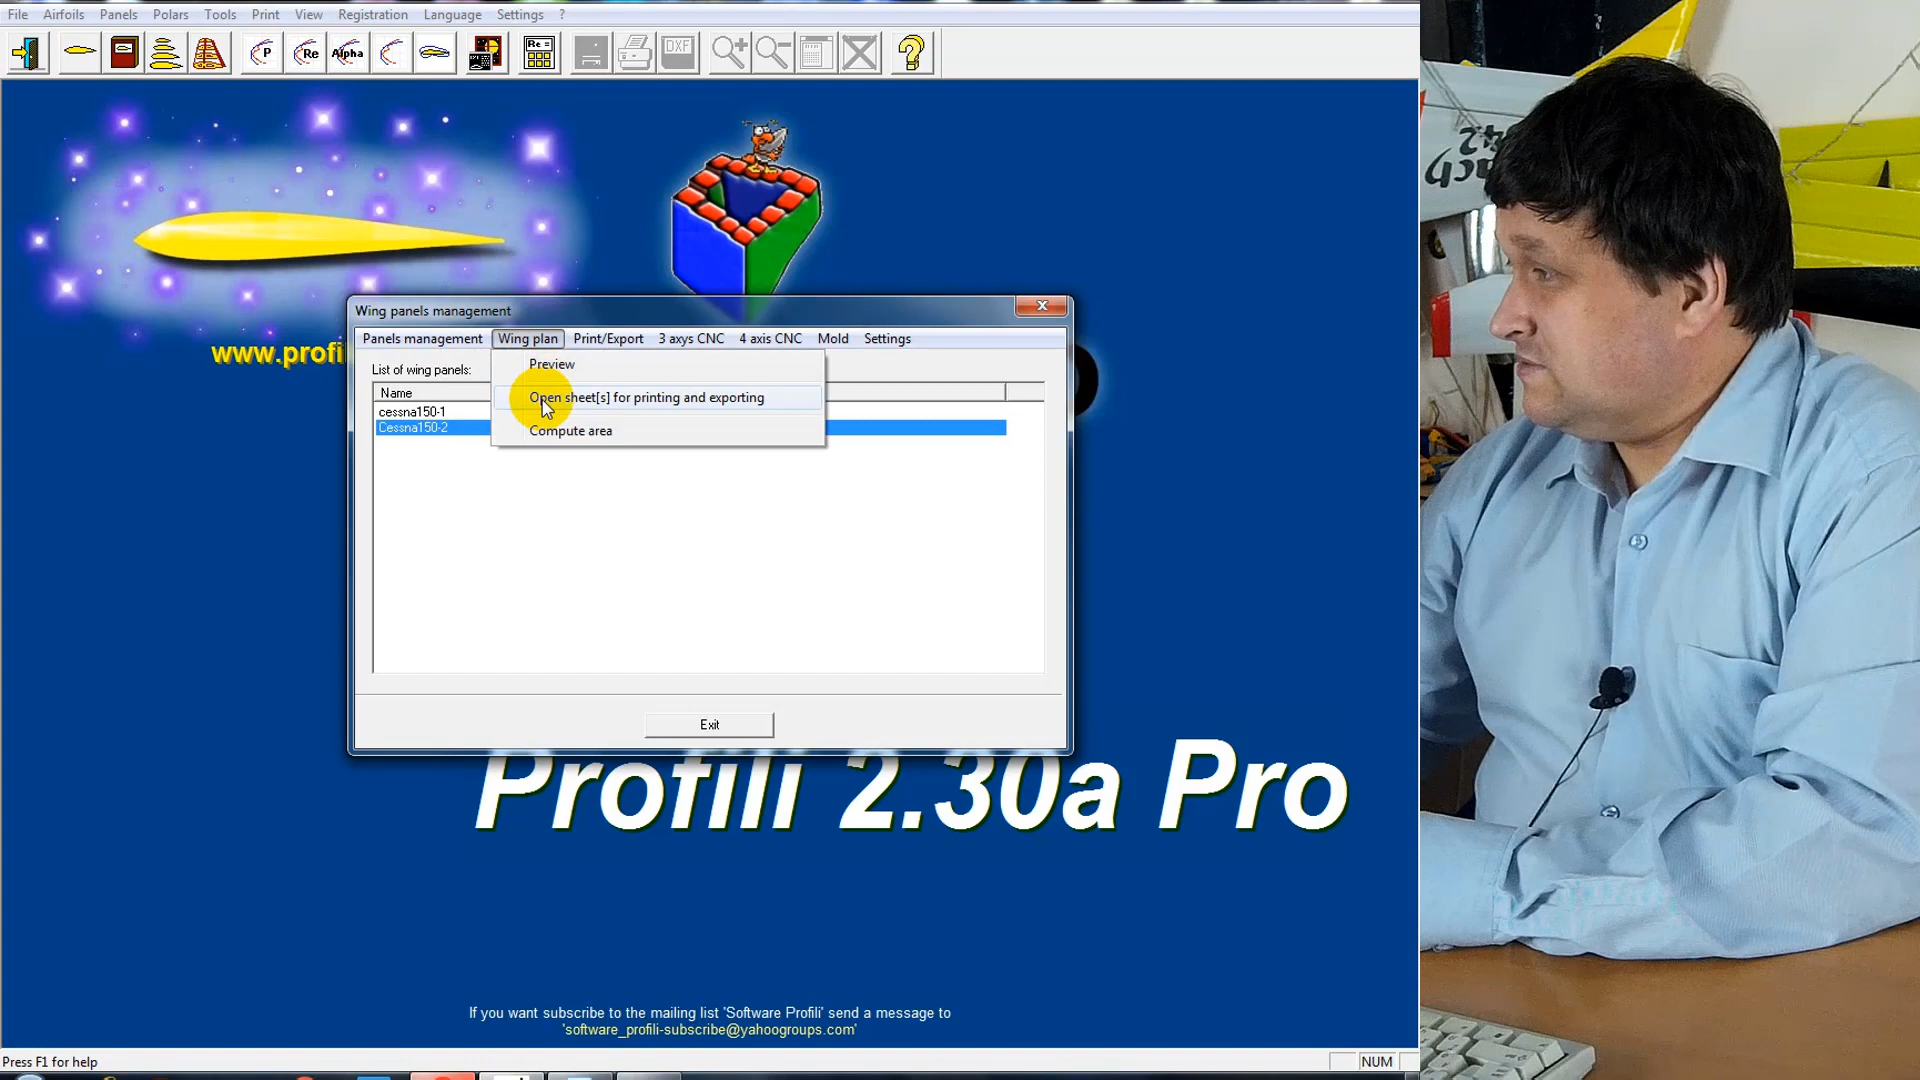 File Airfoils Panels Polars Tools Print View Registration Language Settings ?
P Re Alpha Re = DXF
www.profi
Wing panels management
Panels management Wing plan Print/Export 3 axys CNC 4 axis CNC Mold Settings
List of wing panels:
Preview
Name
Open sheet[s] for printing and exporting
cessna150-1
Cessna150-2
Compute area
Exit
Profili 2.30a Pro
If you want subscribe to the mailing list 'Software Profili' send a message to
'software_profili-subscribe@yahoogroups.com'
Press F1 for help
NUM
42